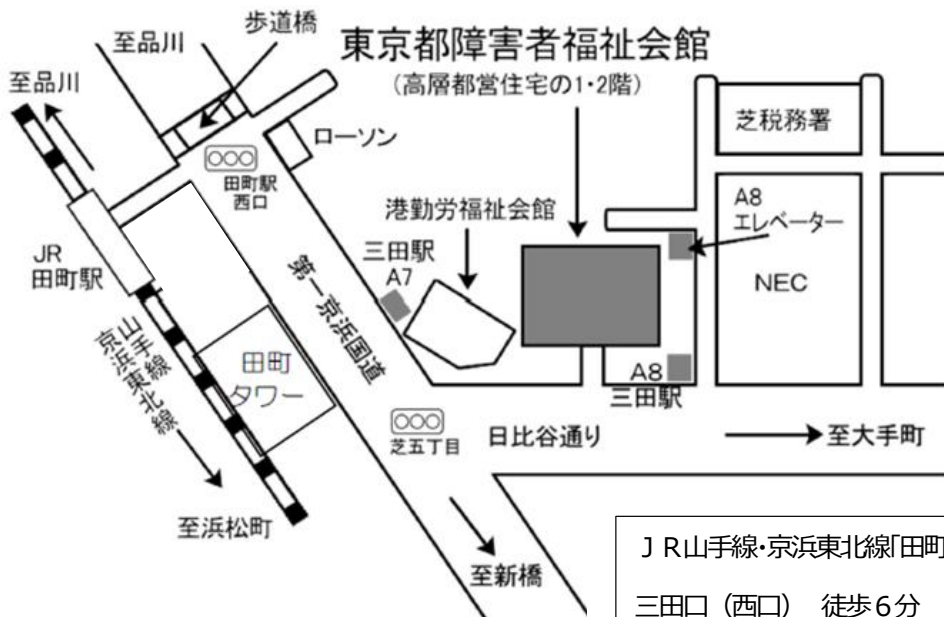 歩道橋
至品川
至品川
東京都障害者福祉会館
(高層都営住宅の1・2階)
ローソン
田町駅
西口
芝税務署
A8
エレベーター
港勤労福祉会館
三田駅
A7
JR
田町駅
第一京浜国道
NEC
山手線
京浜東北線
田町
タワー
A8
三田駅
芝五丁目
日比谷通り
至大手町
至浜松町
至新橋
JR山手線・京浜東北線「田町
三田口（西口） 徒歩6分